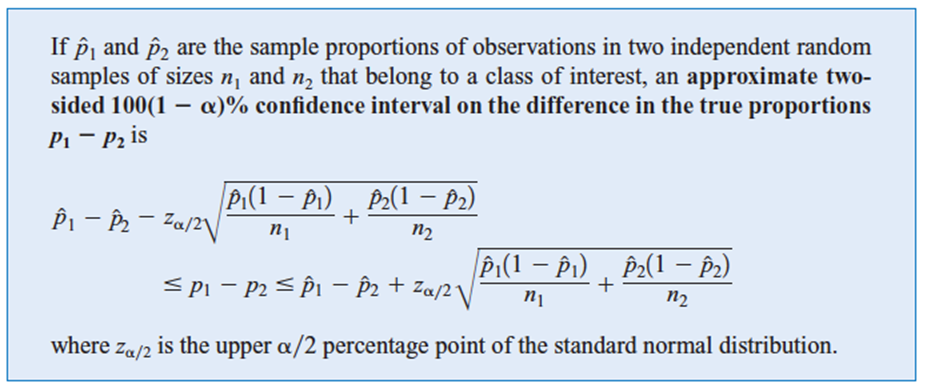 If p̂₁ and p̂₂ are the sample proportions of observations in two independent random
samples of sizes n₁ and n₂ that belong to a class of interest, an approximate two-
sided 100(1 − α)% confidence interval on the difference in the true proportions
p₁ − p₂ is
p̂₁ − p̂₂ − z_{α/2}√(p̂₁(1 − p̂₁)/n₁ + p̂₂(1 − p̂₂)/n₂)
≤ p₁ − p₂ ≤ p̂₁ − p̂₂ + z_{α/2}√(p̂₁(1 − p̂₁)/n₁ + p̂₂(1 − p̂₂)/n₂)
where z_{α/2} is the upper α/2 percentage point of the standard normal distribution.